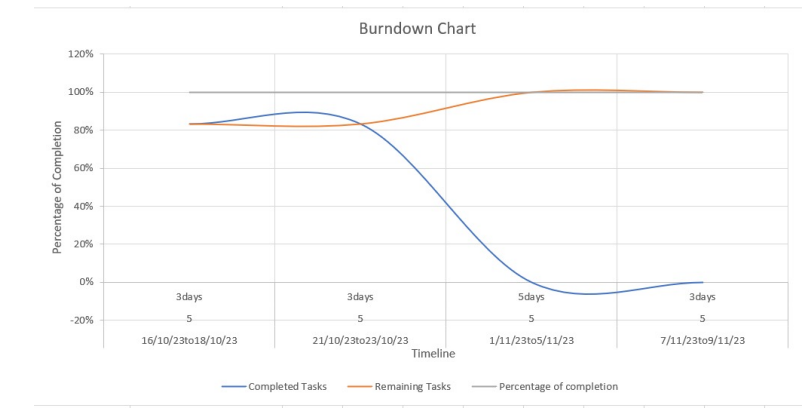 Burndown Chart
120%
100%
80%
60%
40%
20%
0%
-20%
Percentage of Completion
3days 3days 5days 3days
5 5 5 5
16/10/23to18/10/23 21/10/23to23/10/23 1/11/23to5/11/23 7/11/23to9/11/23
Timeline
Completed Tasks Remaining Tasks Percentage of completion